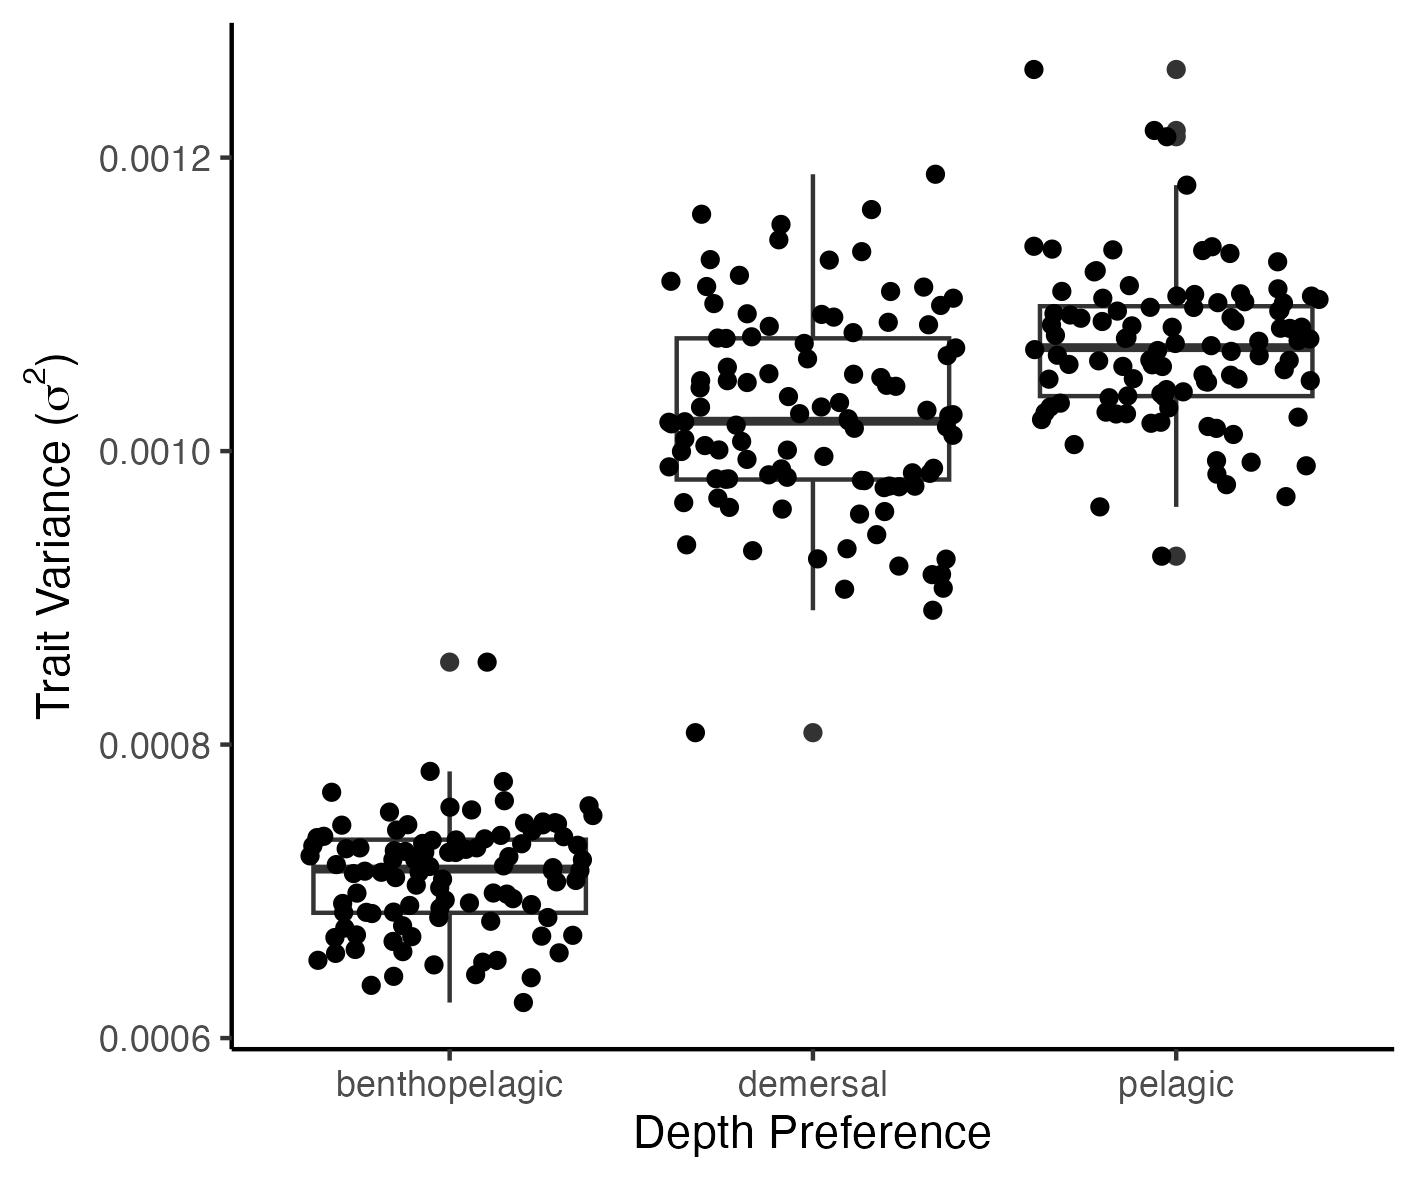 Trait Variance (σ²)
0.0012
0.0010
0.0008
0.0006
benthopelagic
demersal
pelagic
Depth Preference